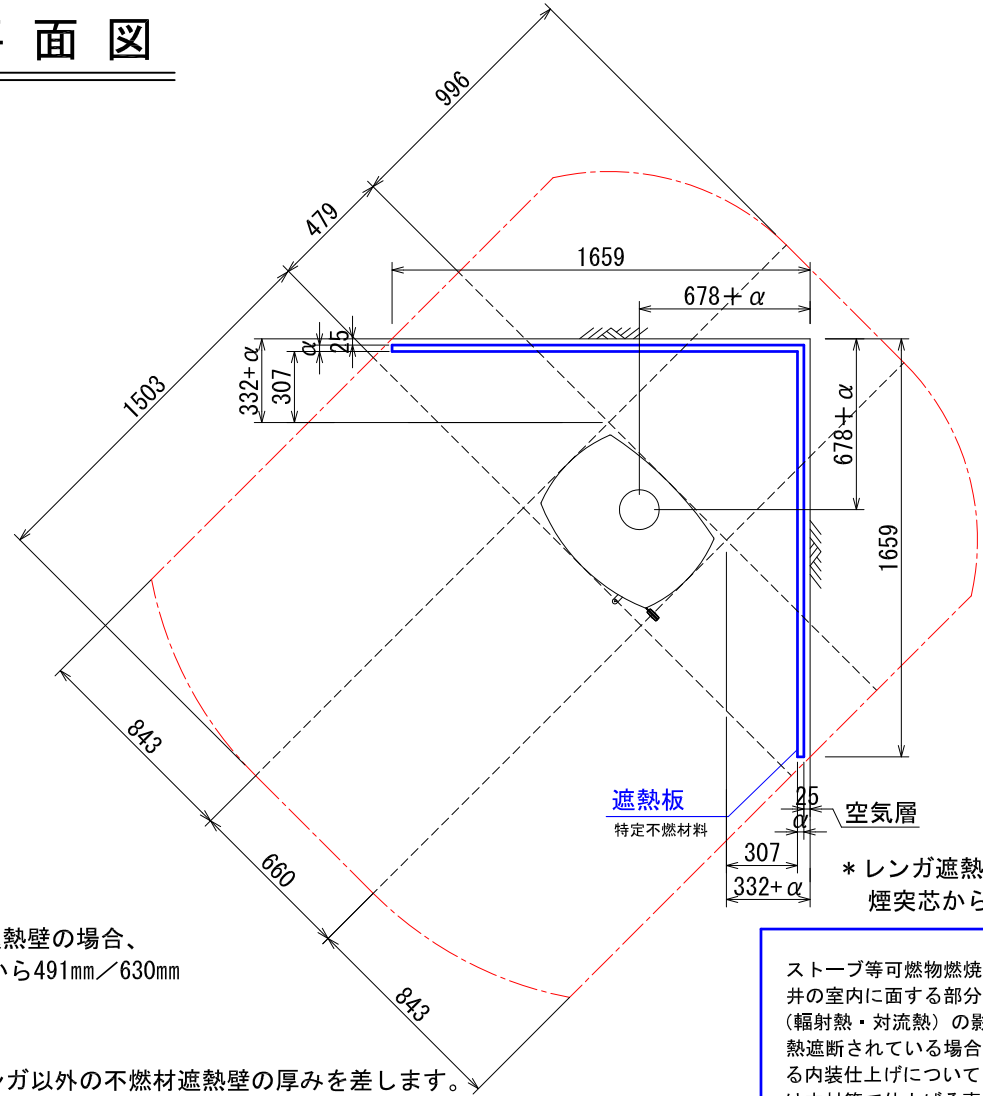 面 図
996
479
1659
678+α
1503
332+α
307
α
25
678+α
1659
843
遮熱板
特定不燃材料
25
α
空気層
307
332+α
660
843
*レンガ遮熱
煙突芯から
熱壁の場合、
から491mm/630mm
ガ以外の不燃材遮熱壁の厚みを差します。
ストーブ等可燃物燃焼
井の室内に面する部分
(輻射熱・対流熱)の影
熱遮断されている場合
る内装仕上げについて